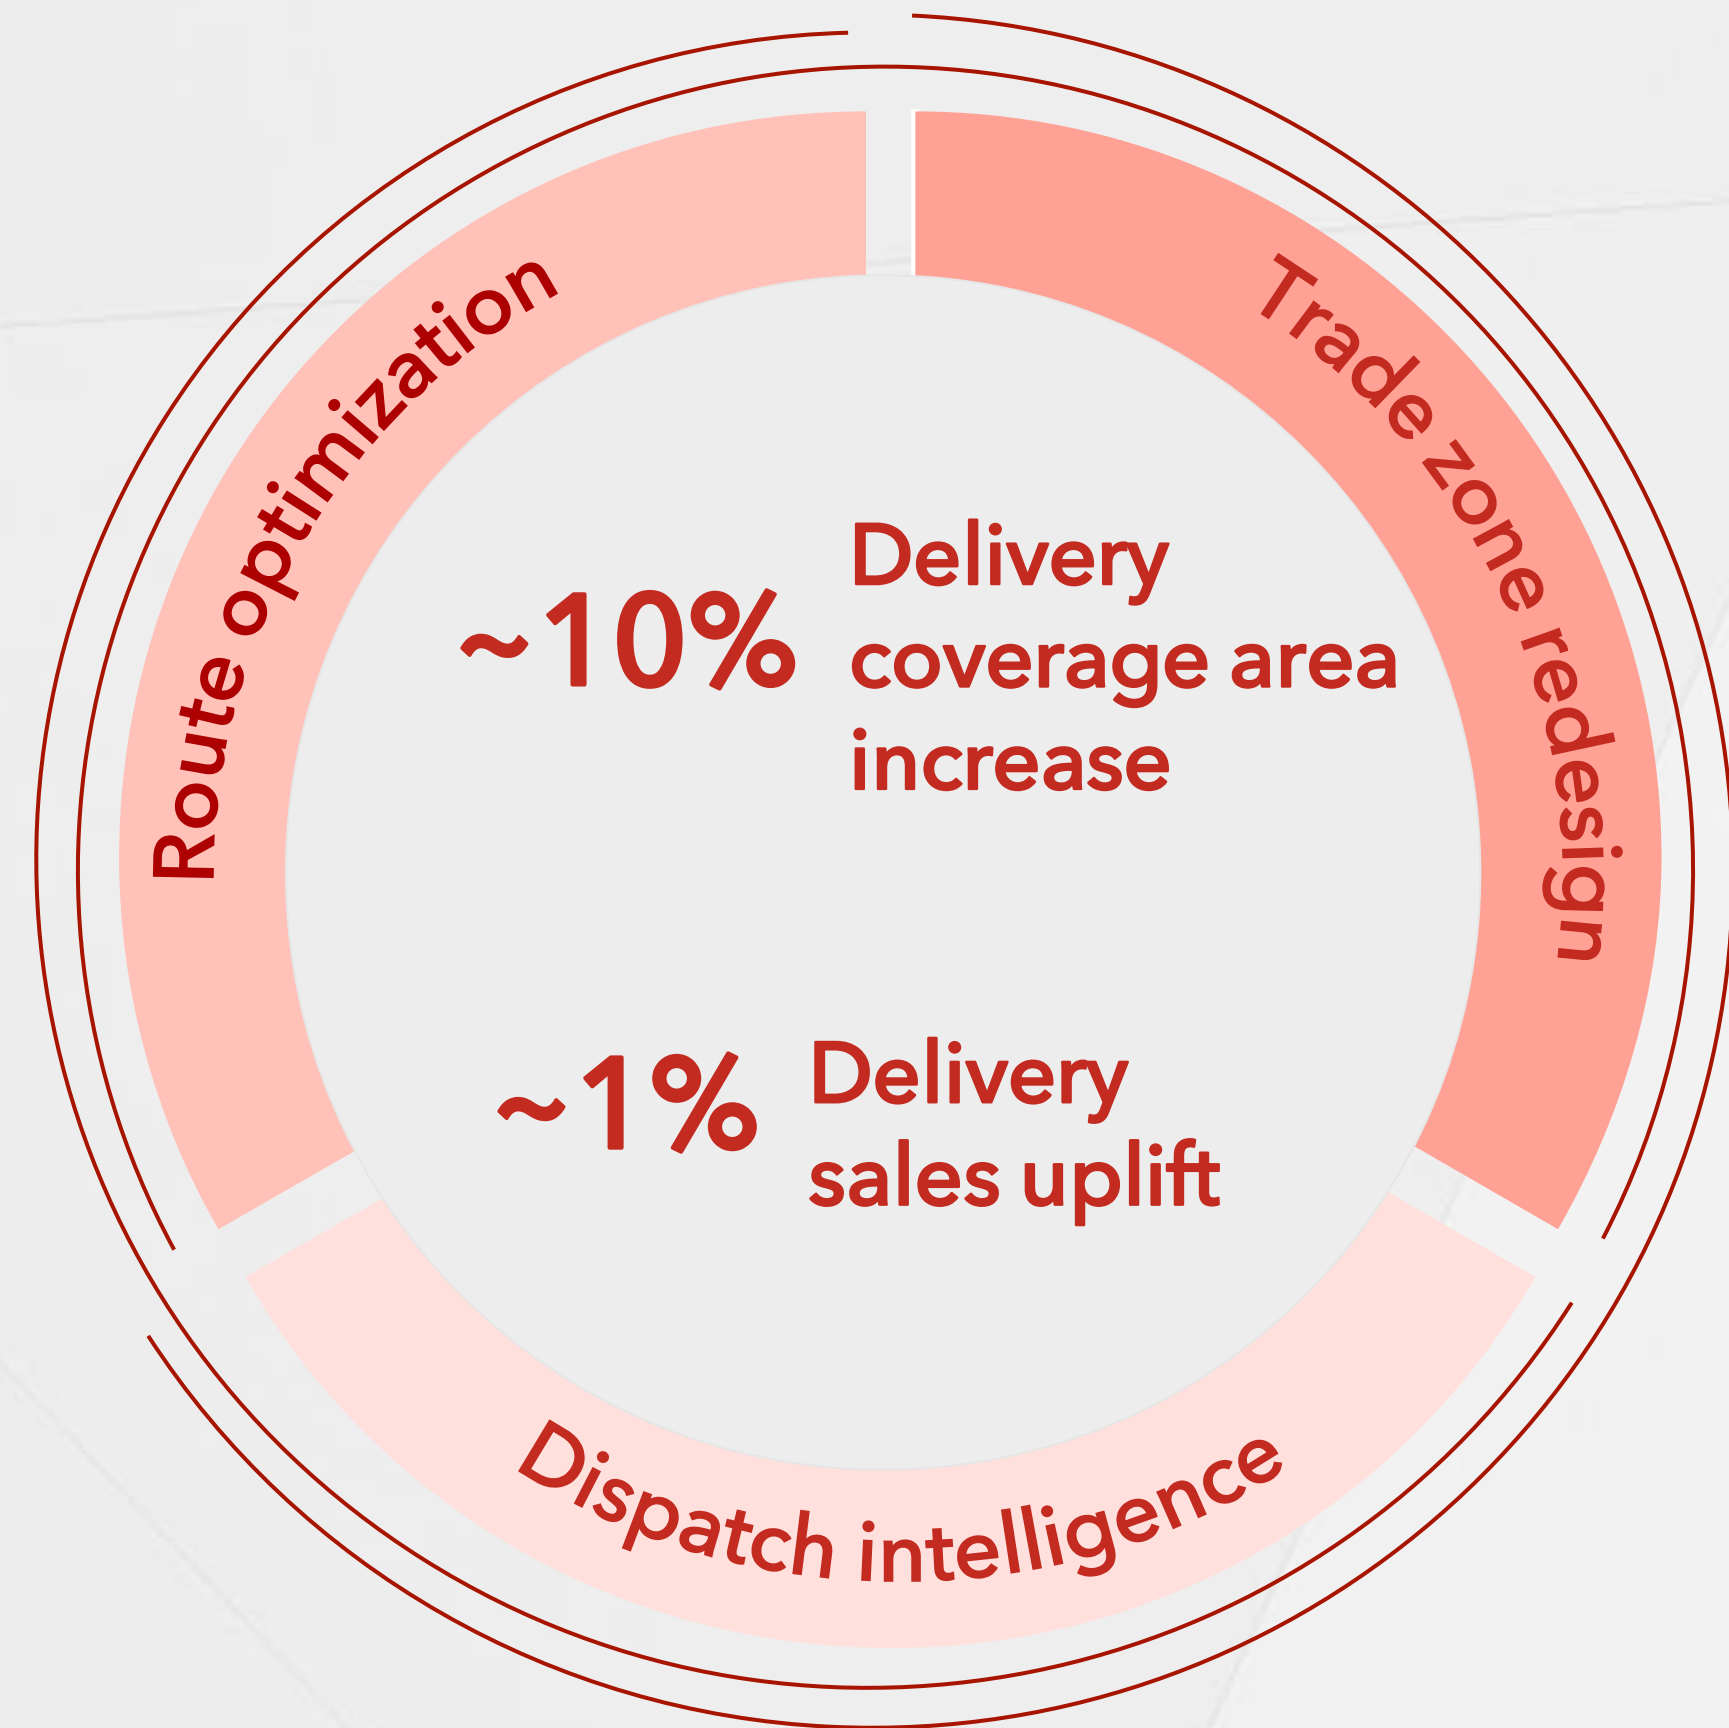 Route optimization
Trade zone redesign
~10%
Delivery
coverage area
increase
~1%
Delivery
sales uplift
Dispatch intelligence